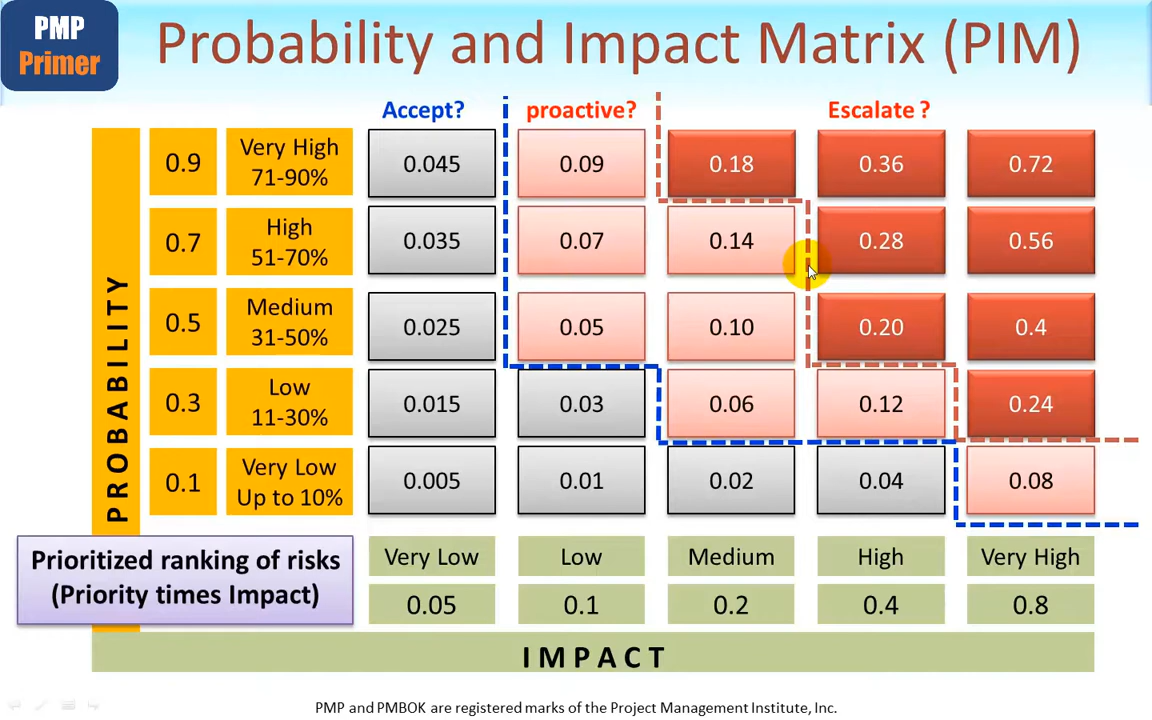 PMP
Primer
Probability and Impact Matrix (PIM)
Accept?
proactive?
Escalate ?
PROBABILITY
0.9
Very High
71-90%
0.045
0.09
0.18
0.36
0.72
0.7
High
51-70%
0.035
0.07
0.14
0.28
0.56
0.5
Medium
31-50%
0.025
0.05
0.10
0.20
0.4
0.3
Low
11-30%
0.015
0.03
0.06
0.12
0.24
0.1
Very Low
Up to 10%
0.005
0.01
0.02
0.04
0.08
Prioritized ranking of risks
(Priority times Impact)
Very Low
Low
Medium
High
Very High
0.05
0.1
0.2
0.4
0.8
IMPACT
PMP and PMBOK are registered marks of the Project Management Institute, Inc.